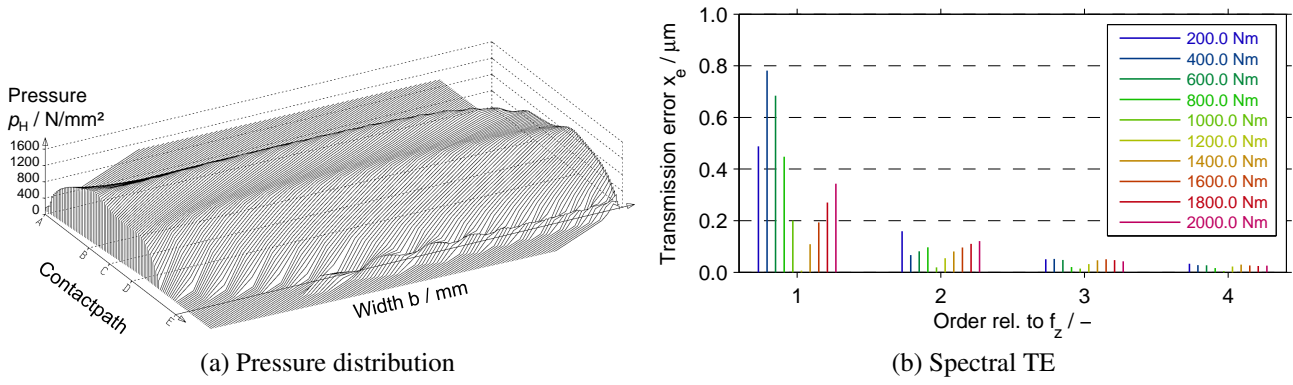 Pressure
pH / N/mm²
1600
1200
800
400
0
A
B
C
D
E
Contactpath
Width b / mm
(a) Pressure distribution
Transmission error x_e / µm
1.0
0.8
0.6
0.4
0.2
0.0
1 2 3 4
Order rel. to f_z / –
200.0 Nm
400.0 Nm
600.0 Nm
800.0 Nm
1000.0 Nm
1200.0 Nm
1400.0 Nm
1600.0 Nm
1800.0 Nm
2000.0 Nm
(b) Spectral TE